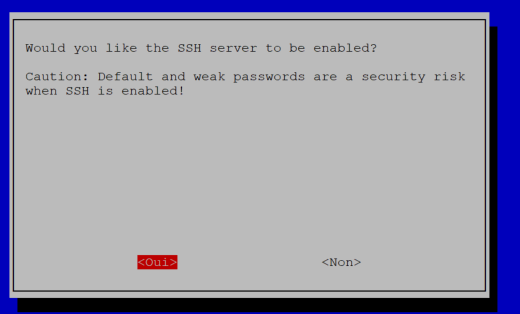 Would you like the SSH server to be enabled?
Caution: Default and weak passwords are a security risk
when SSH is enabled!
<Oui> <Non>